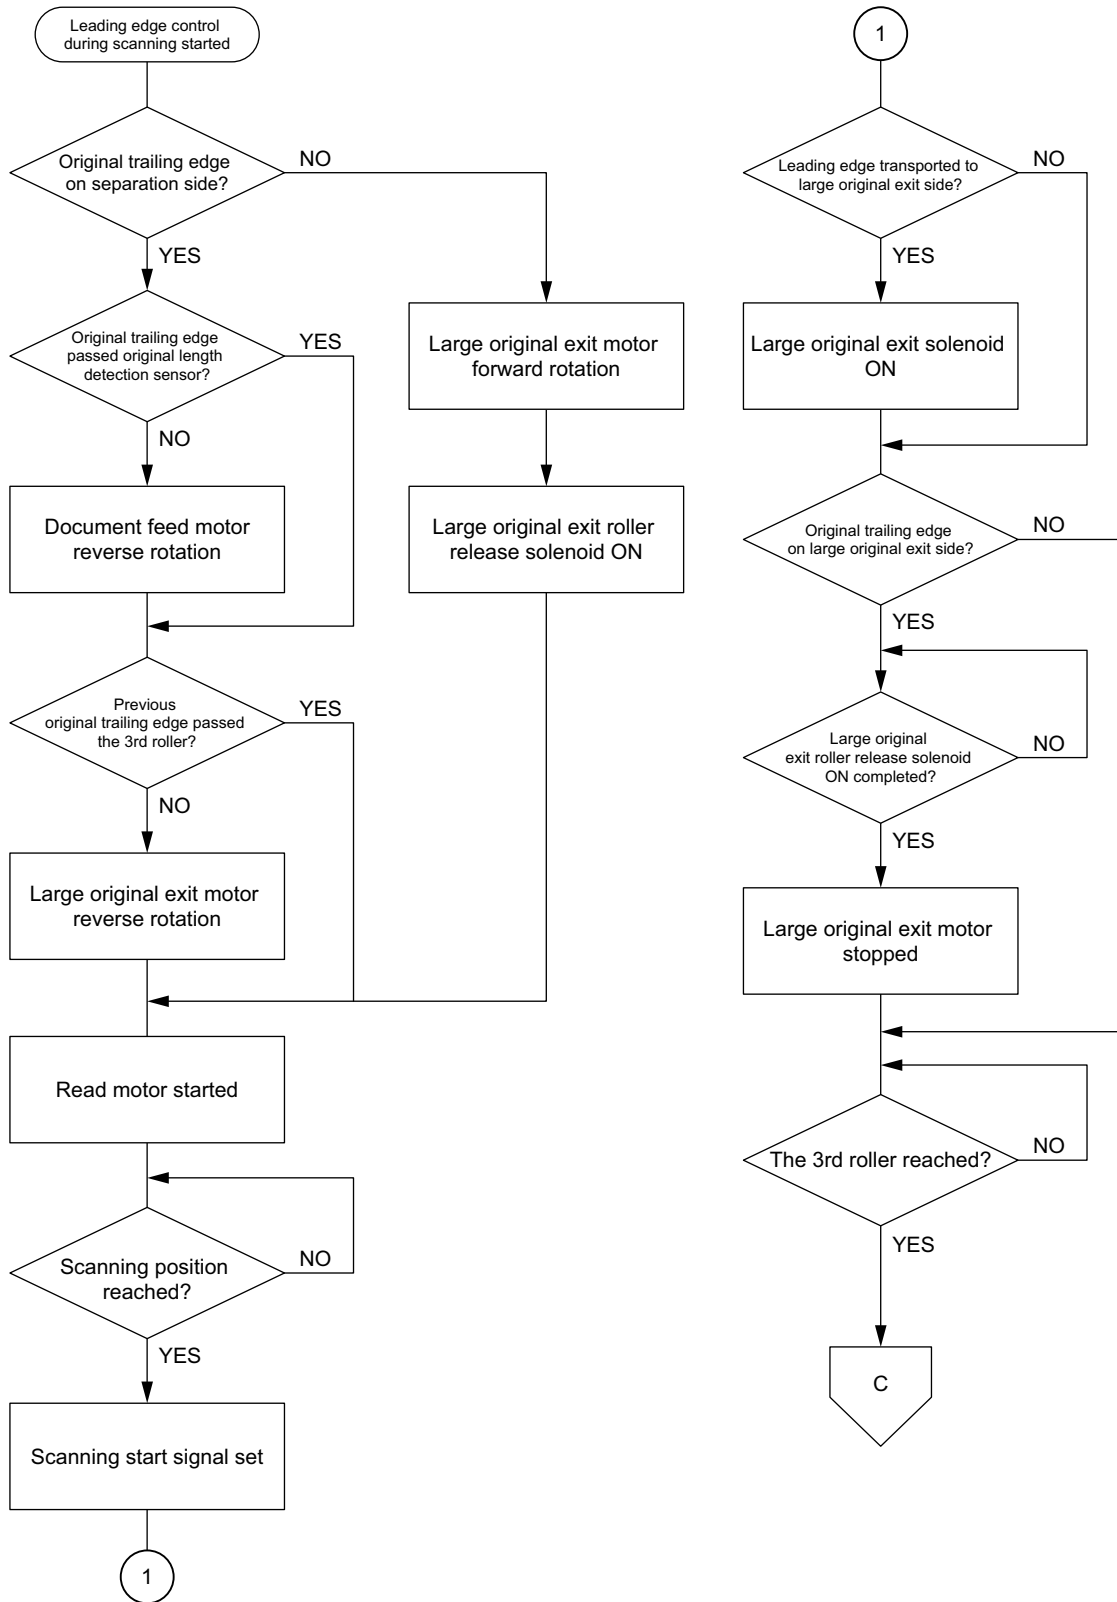 Leading edge control
during scanning started
Original trailing edge
on separation side?
NO
YES
Original trailing edge
passed original length
detection sensor?
YES
NO
Large original exit motor
forward rotation
Document feed motor
reverse rotation
Large original exit roller
release solenoid ON
Previous
original trailing edge passed
the 3rd roller?
YES
NO
Large original exit motor
reverse rotation
Read motor started
Scanning position
reached?
NO
YES
Scanning start signal set
1
1
Leading edge transported to
large original exit side?
NO
YES
Large original exit solenoid
ON
Original trailing edge
on large original exit side?
NO
YES
Large original
exit roller release solenoid
ON completed?
NO
YES
Large original exit motor
stopped
The 3rd roller reached?
NO
YES
C